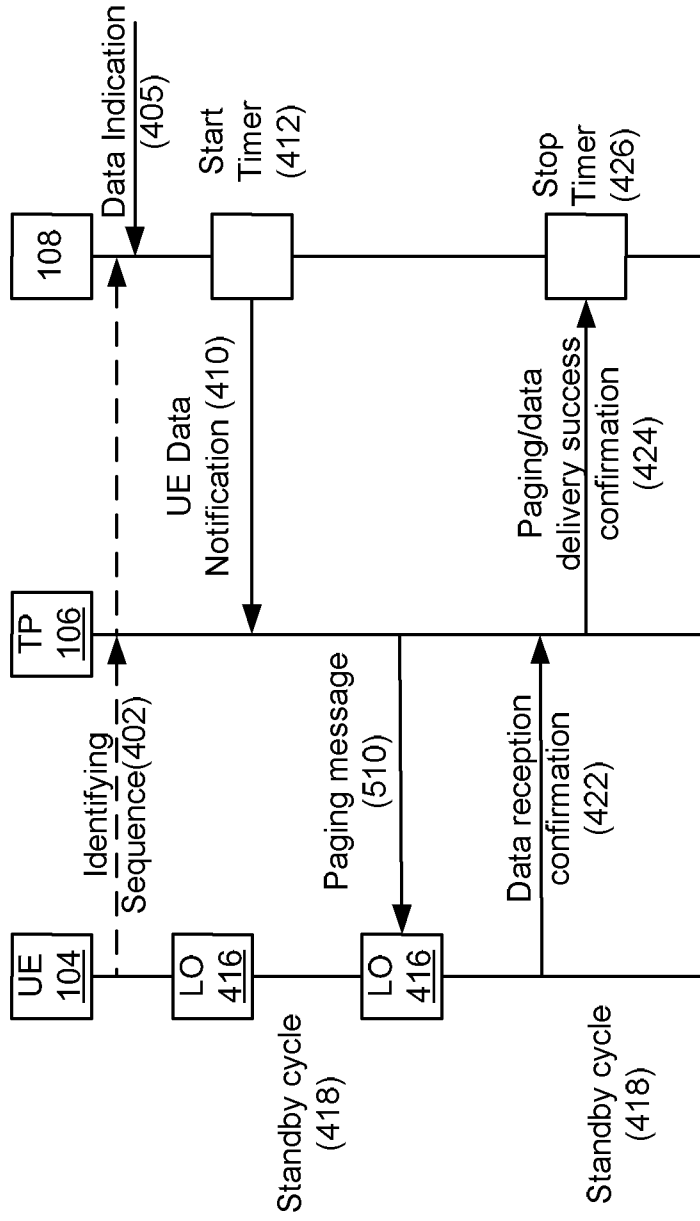 UE
104
TP
106
108
Identifying
Sequence(402)
Data Indication
(405)
LO
416
Start
Timer
(412)
UE Data
Notification (410)
Standby cycle
(418)
LO
416
Paging message
(510)
Data reception
confirmation
(422)
Paging/data
delivery success
confirmation
(424)
Stop
Timer
(426)
Standby cycle
(418)